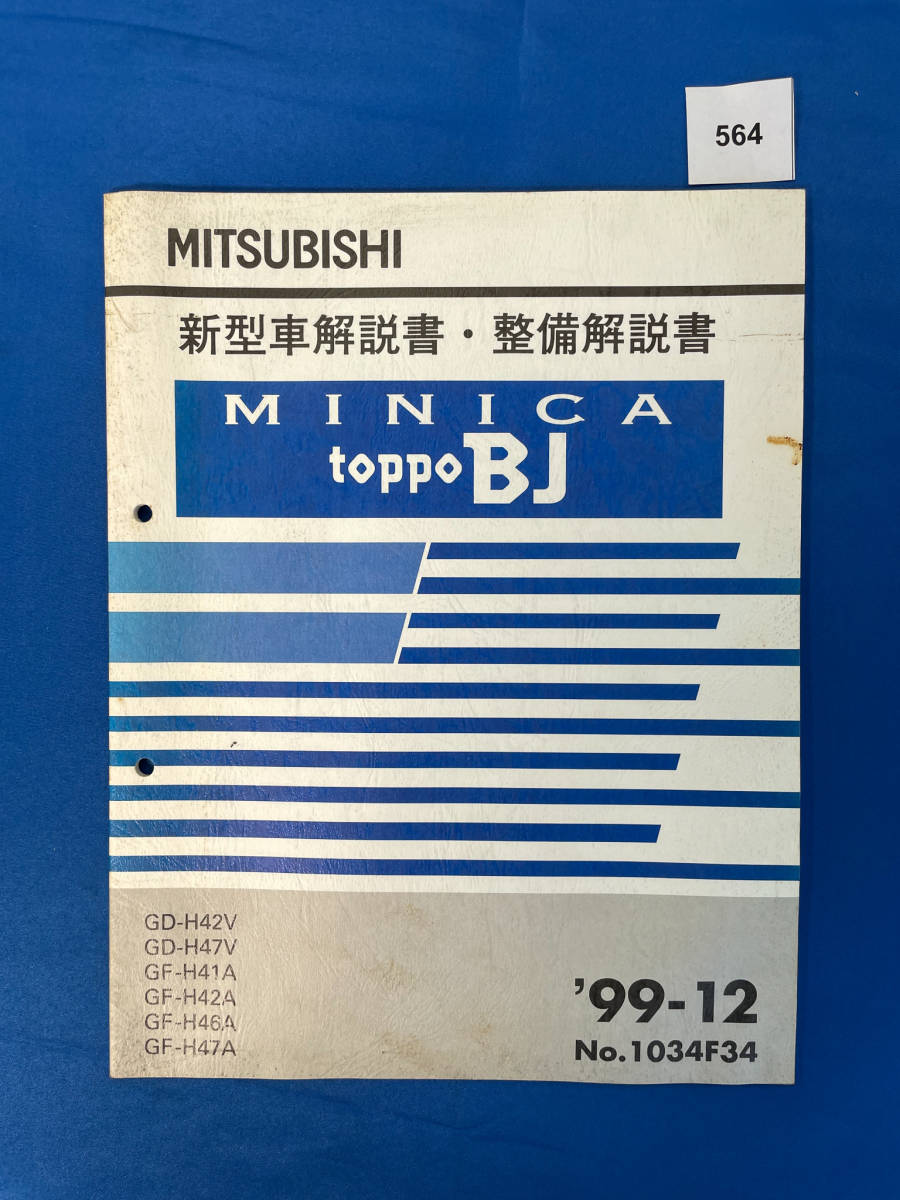 564
MITSUBISHI
新型車解説書・整備解説書
MINICA
toppo BJ
GD-H42V
GD-H47V
GF-H41A
GF-H42A
GF-H46A
GF-H47A
'99-12
No.1034F34